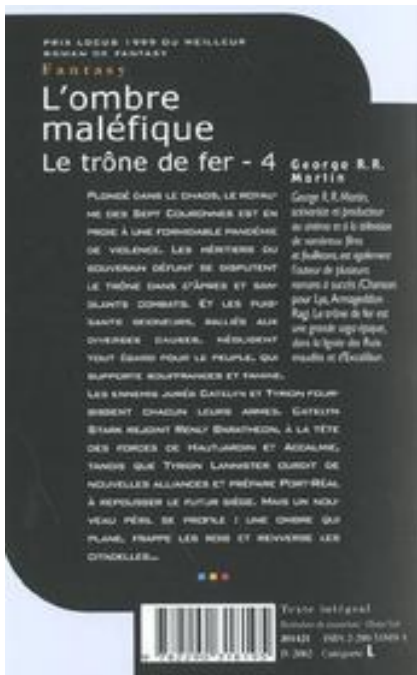 PRIX LOCUS 1999 DU MEILLEUR
ROMAN DE FANTASY
Fantasy
L'ombre
maléfique
Le trône de fer - 4
George R.R.
Martin
PLONGÉ DANS LE CHAOS, LE ROYAU-
ME DES SEPT COURONNES EST EN
PROIE À UNE FORMIDABLE PANDÉMIE
DE VIOLENCE. LES HÉRITIERS DU
SOUVERAIN DÉFUNT SE DISPUTENT
LE TRÔNE DANS D'ÂPRES ET SAN-
GLANTS COMBATS. ET LES PUIS-
SANTS SEIGNEURS, RALLIÉS AUX
DIVERSES CAUSES, NÉGLIGENT
TOUT ÉGARD POUR LE PEUPLE, QUI
SUPPORTE SOUFFRANCES ET FAMINE.
LES ENNEMIS JURÉS CATELYN ET TYRION FOUR-
BISSENT CHACUN LEURS ARMES. CATELYN
STARK REJOINT RENLY BARATHEON, À LA TÊTE
DES FORCES DE HAUTJARDIN ET ACCALMIE,
TANDIS QUE TYRION LANNISTER OURDIT DE
NOUVELLES ALLIANCES ET PRÉPARE PORT-RÉAL
À REPOUSSER LE FUTUR SIÈGE. MAIS UN NOU-
VEAU PÉRIL SE PROFILE : UNE OMBRE QUI
PLANE, FRAPPE LES ROIS ET RENVERSE LES
CITADELLES...
George R. R. Martin,
scénariste et producteur
au cinéma et à la télévision
de nombreux films
et feuilletons, est également
l'auteur de plusieurs
romans à succès (Chanson
pour Lya, Armageddon
Rag). Le trône de fer est
une grande saga épique,
dans la lignée des Rois
maudits et d'Excalibur.
Texte intégral
IV-2002 Catégorie L